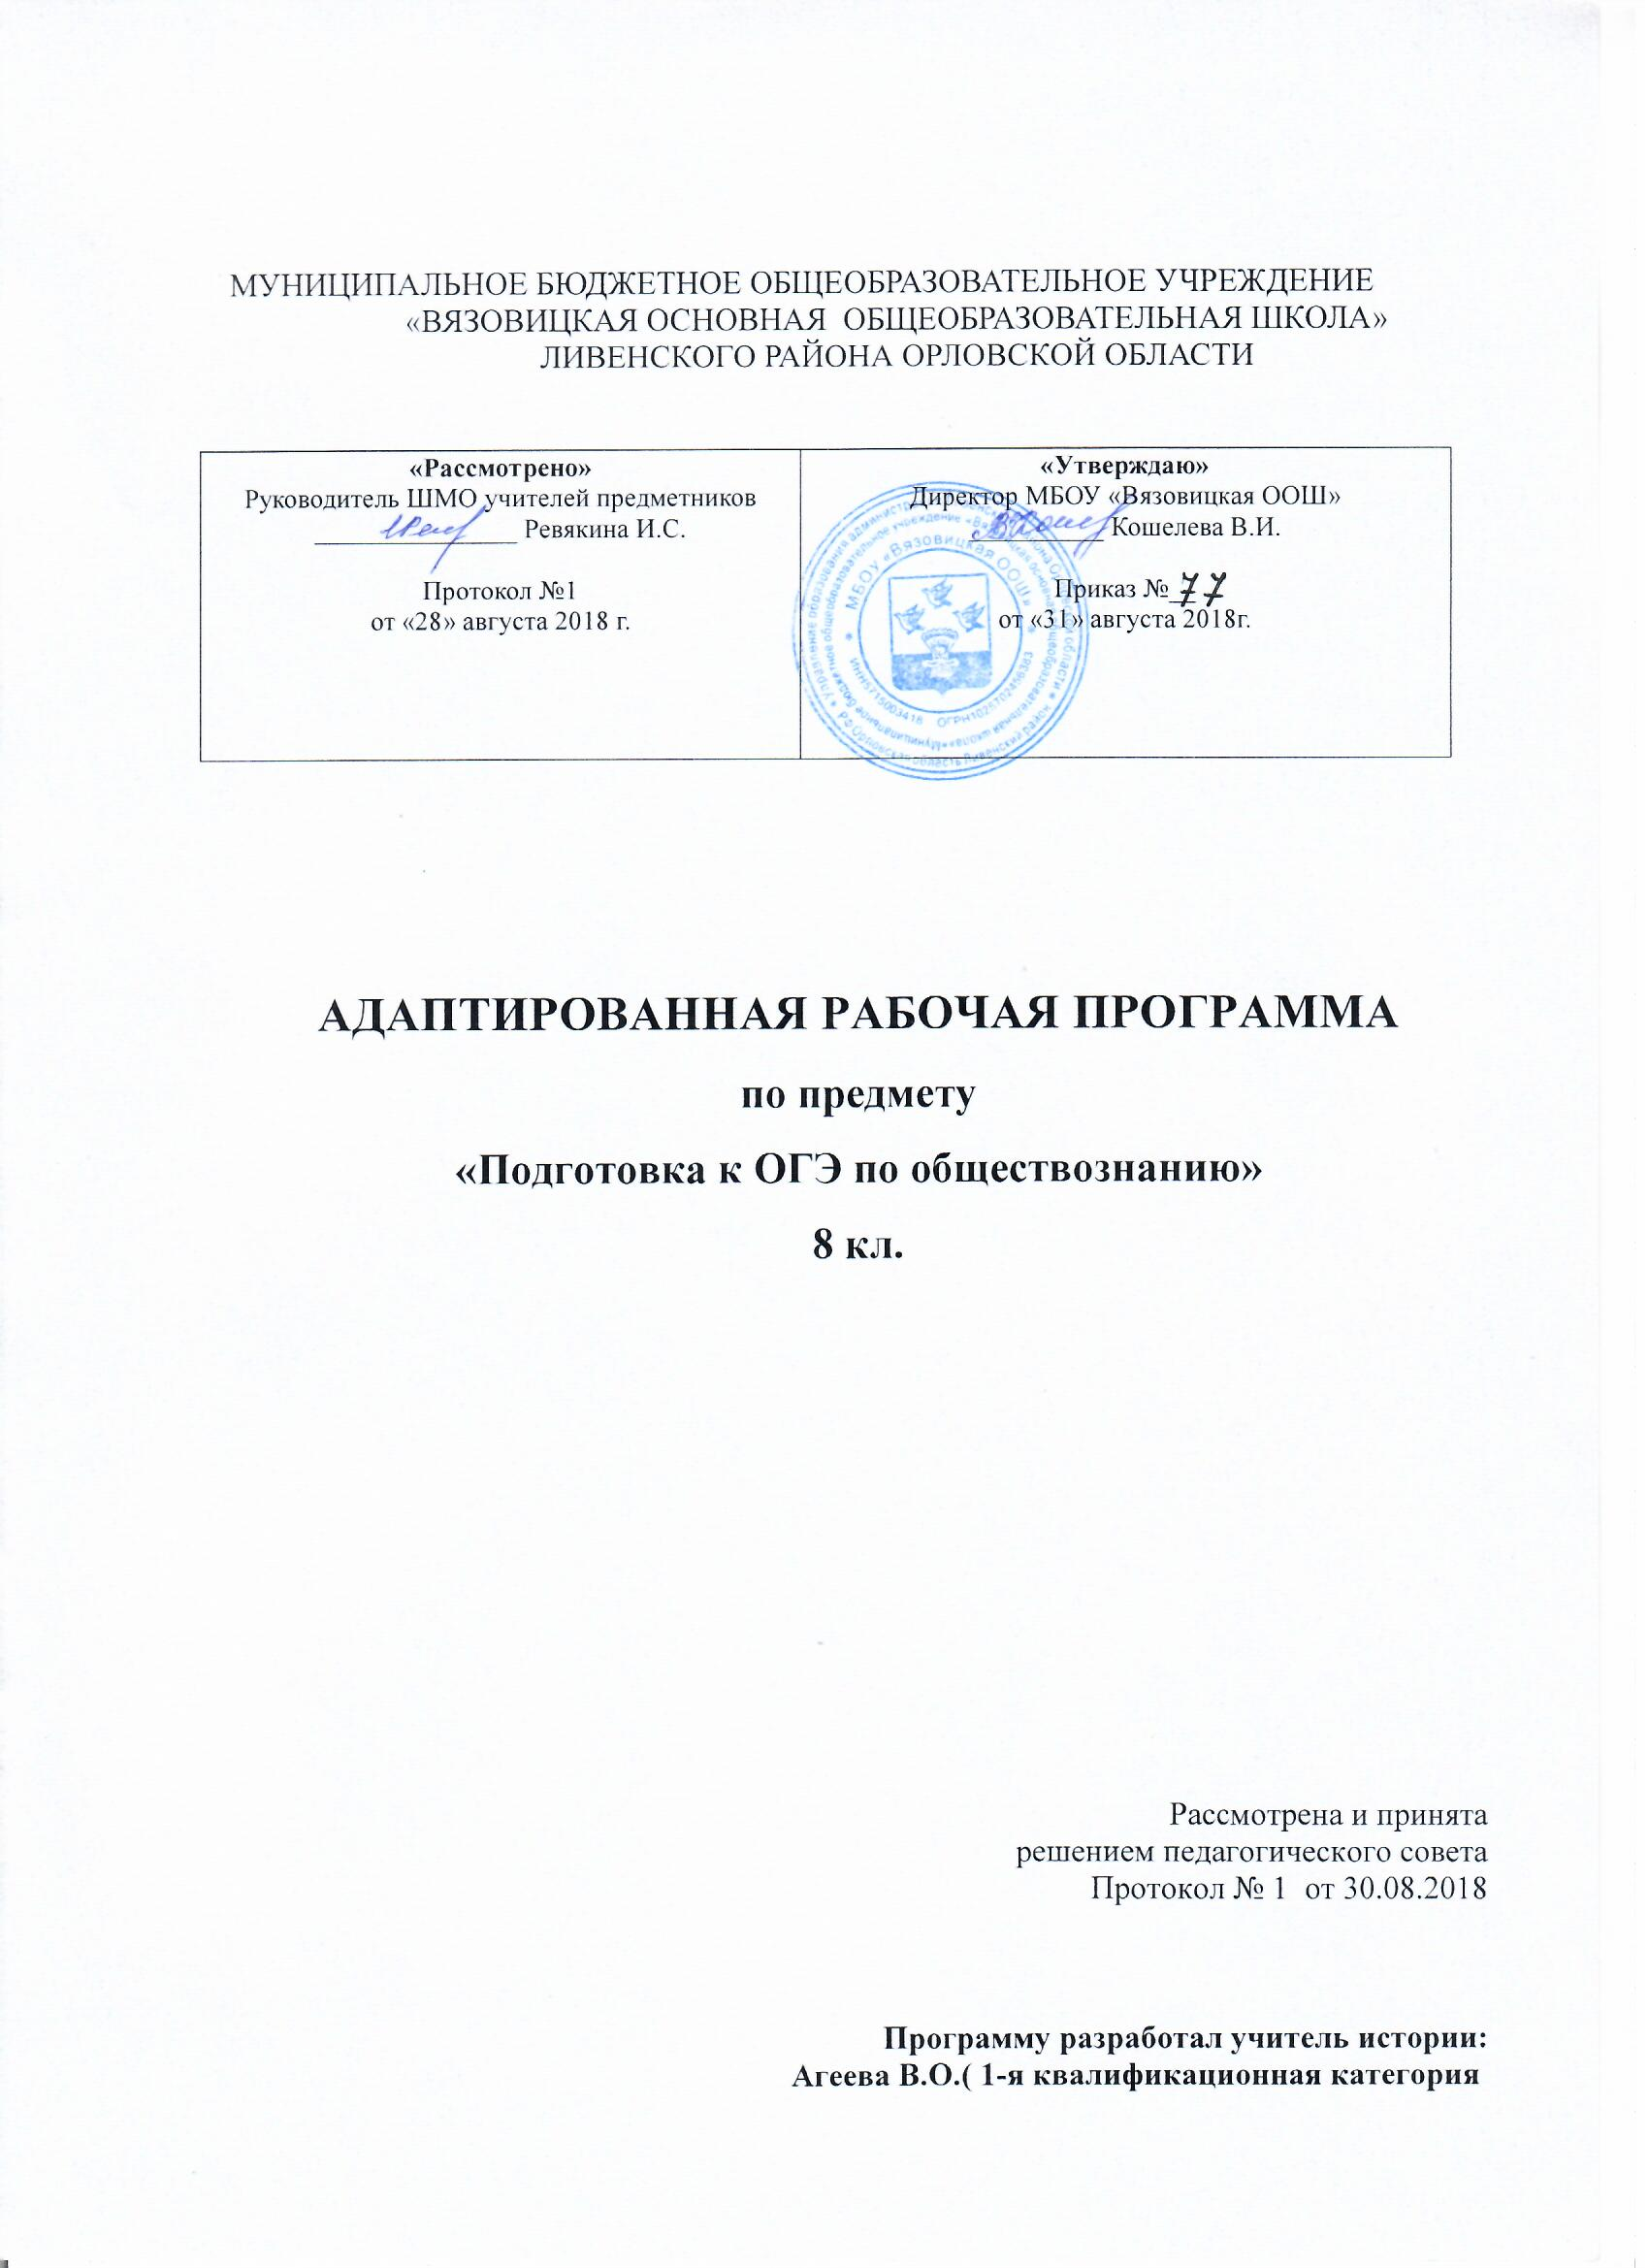 МУНИЦИПАЛЬНОЕ БЮДЖЕТНОЕ ОБЩЕОБРАЗОВАТЕЛЬНОЕ УЧРЕЖДЕНИЕ
«ВЯЗОВИЦКАЯ ОСНОВНАЯ ОБЩЕОБРАЗОВАТЕЛЬНАЯ ШКОЛА»
ЛИВЕНСКОГО РАЙОНА ОРЛОВСКОЙ ОБЛАСТИ
«Рассмотрено»
Руководитель ШМО учителей предметников
Ревякина И.С.
Протокол №1
от «28» августа 2018 г.
«Утверждаю»
Директор МБОУ «Вязовицкая ООШ»
Кошелева В.И.
Приказ № 77
от «31» августа 2018г.
МБОУ «Вязовицкая ООШ»
АДАПТИРОВАННАЯ РАБОЧАЯ ПРОГРАММА
по предмету
«Подготовка к ОГЭ по обществознанию»
8 кл.
Рассмотрена и принята
решением педагогического совета
Протокол № 1 от 30.08.2018
Программу разработал учитель истории:
Агеева В.О.( 1-я квалификационная категория